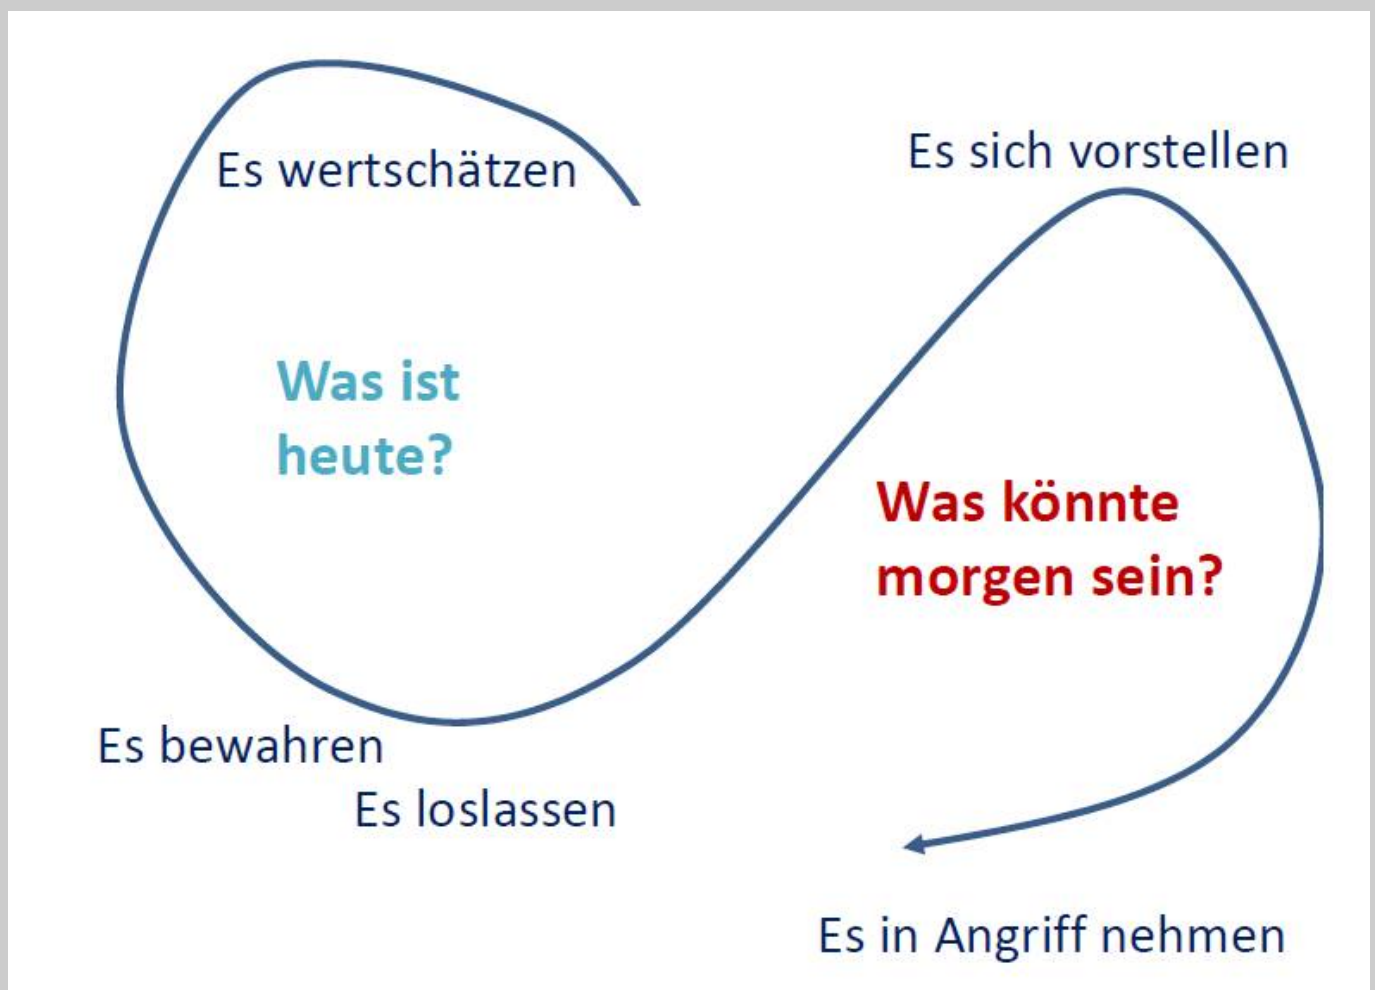 Es wertschätzen
Es sich vorstellen
Was ist
heute?
Was könnte
morgen sein?
Es bewahren
Es loslassen
Es in Angriff nehmen